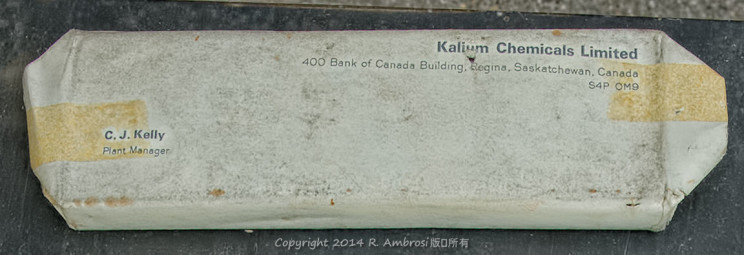 Kalium Chemicals Limited
400 Bank of Canada Building, Regina, Saskatchewan, Canada
S4P 0M9
C. J. Kelly
Plant Manager
Copyright 2014 R. Ambrosi 版所有